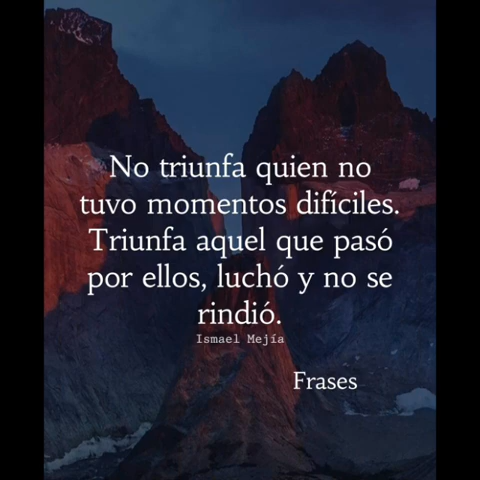 No triunfa quien no
tuvo momentos difíciles.
Triunfa aquel que pasó
por ellos, luchó y no se
rindió.
Ismael Mejía
Frases